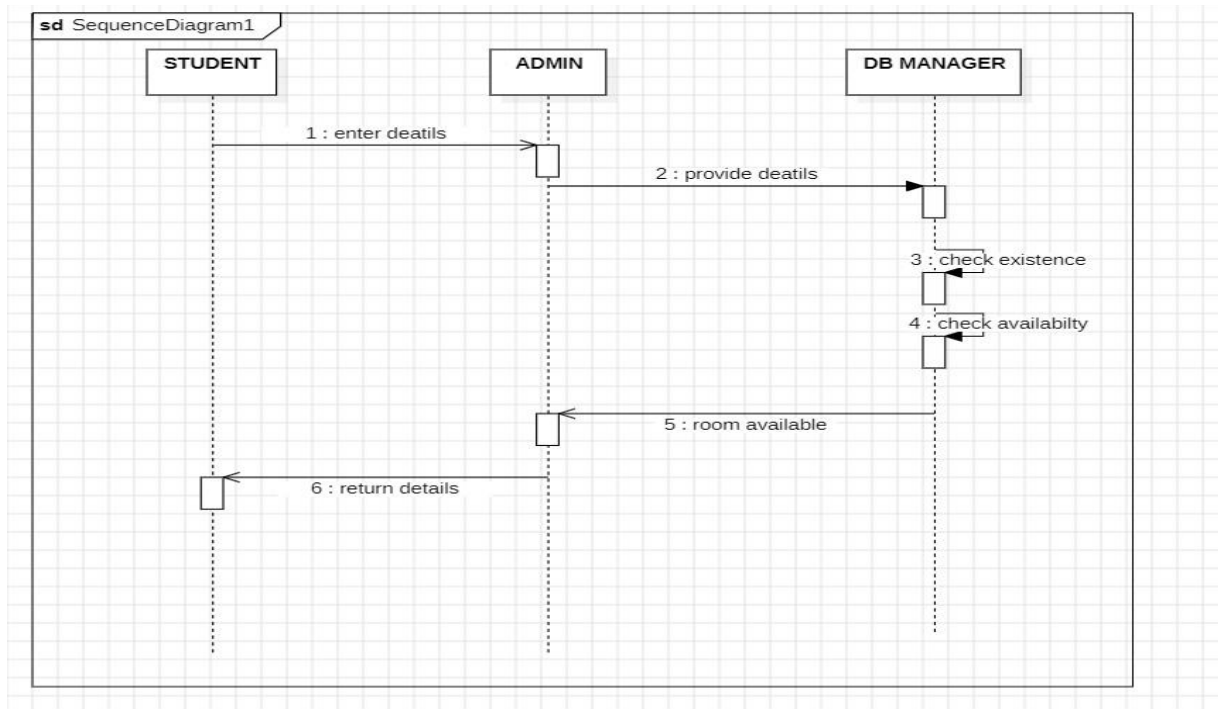 sd SequenceDiagram1
STUDENT
ADMIN
DB MANAGER
1 : enter deatils
2 : provide deatils
3 : check existence
4 : check availabilty
5 : room available
6 : return details